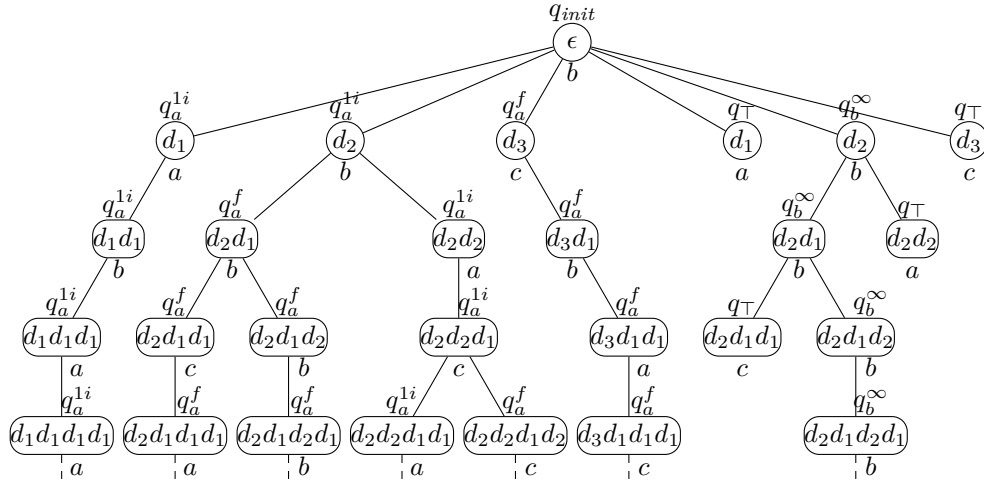 q_{init}
ϵ
b
q_a^{1i} q_a^{1i} q_a^f q_⊤ q_b^∞ q_⊤
d_1 d_2 d_3 d_1 d_2 d_3
a b c a b c
q_a^{1i} q_a^f q_a^{1i} q_a^f q_b^∞ q_⊤
d_1d_1 d_2d_1 d_2d_2 d_3d_1 d_2d_1 d_2d_2
b b a b b a
q_a^{1i} q_a^f q_a^f q_a^{1i} q_a^f q_⊤ q_b^∞
d_1d_1d_1 d_2d_1d_1 d_2d_1d_2 d_2d_2d_1 d_3d_1d_1 d_2d_1d_1 d_2d_1d_2
a c b c a c b
q_a^{1i} q_a^f q_a^f q_a^{1i} q_a^f q_a^f q_b^∞
d_1d_1d_1d_1 d_2d_1d_1d_1 d_2d_1d_2d_1 d_2d_2d_1d_1 d_2d_2d_1d_2 d_3d_1d_1d_1 d_2d_1d_2d_1
a a b a c c b